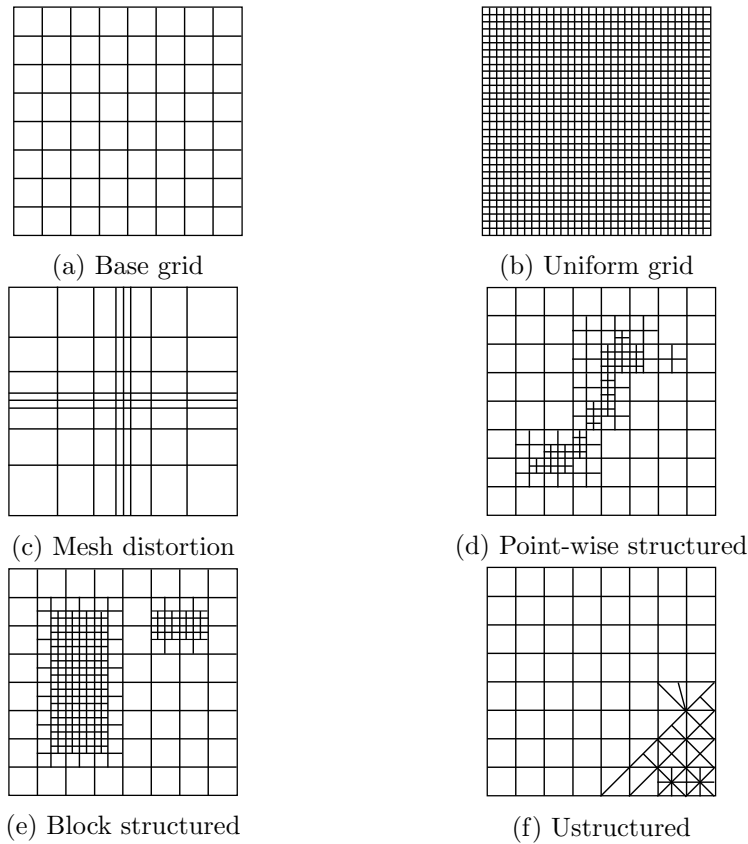 (a) Base grid
(b) Uniform grid
(c) Mesh distortion
(d) Point-wise structured
(e) Block structured
(f) Ustructured